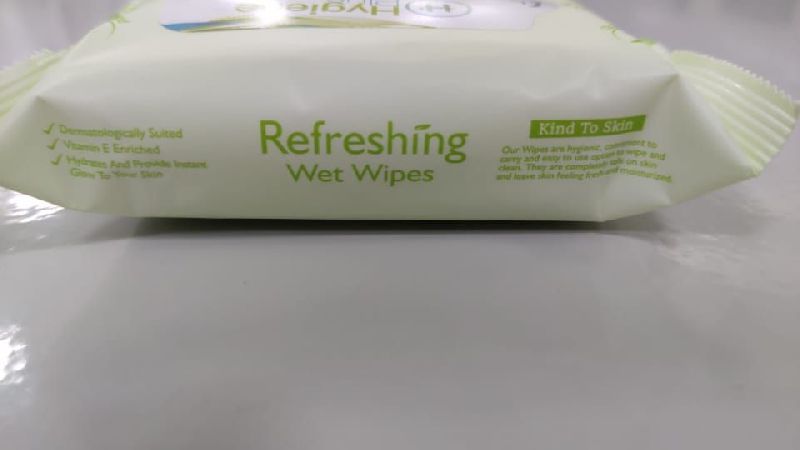 Hygiene
✓ Dermatologically Suited
✓ Vitamin E Enriched
✓ Hydrates And Provide Instant
Glow To Your Skin
Refreshing
Wet Wipes
Kind To Skin
Our Wipes are hygienic, convenient to
carry and easy to use option to wipe and
clean. They are completely safe on skin
and leave skin feeling fresh and moisturized.